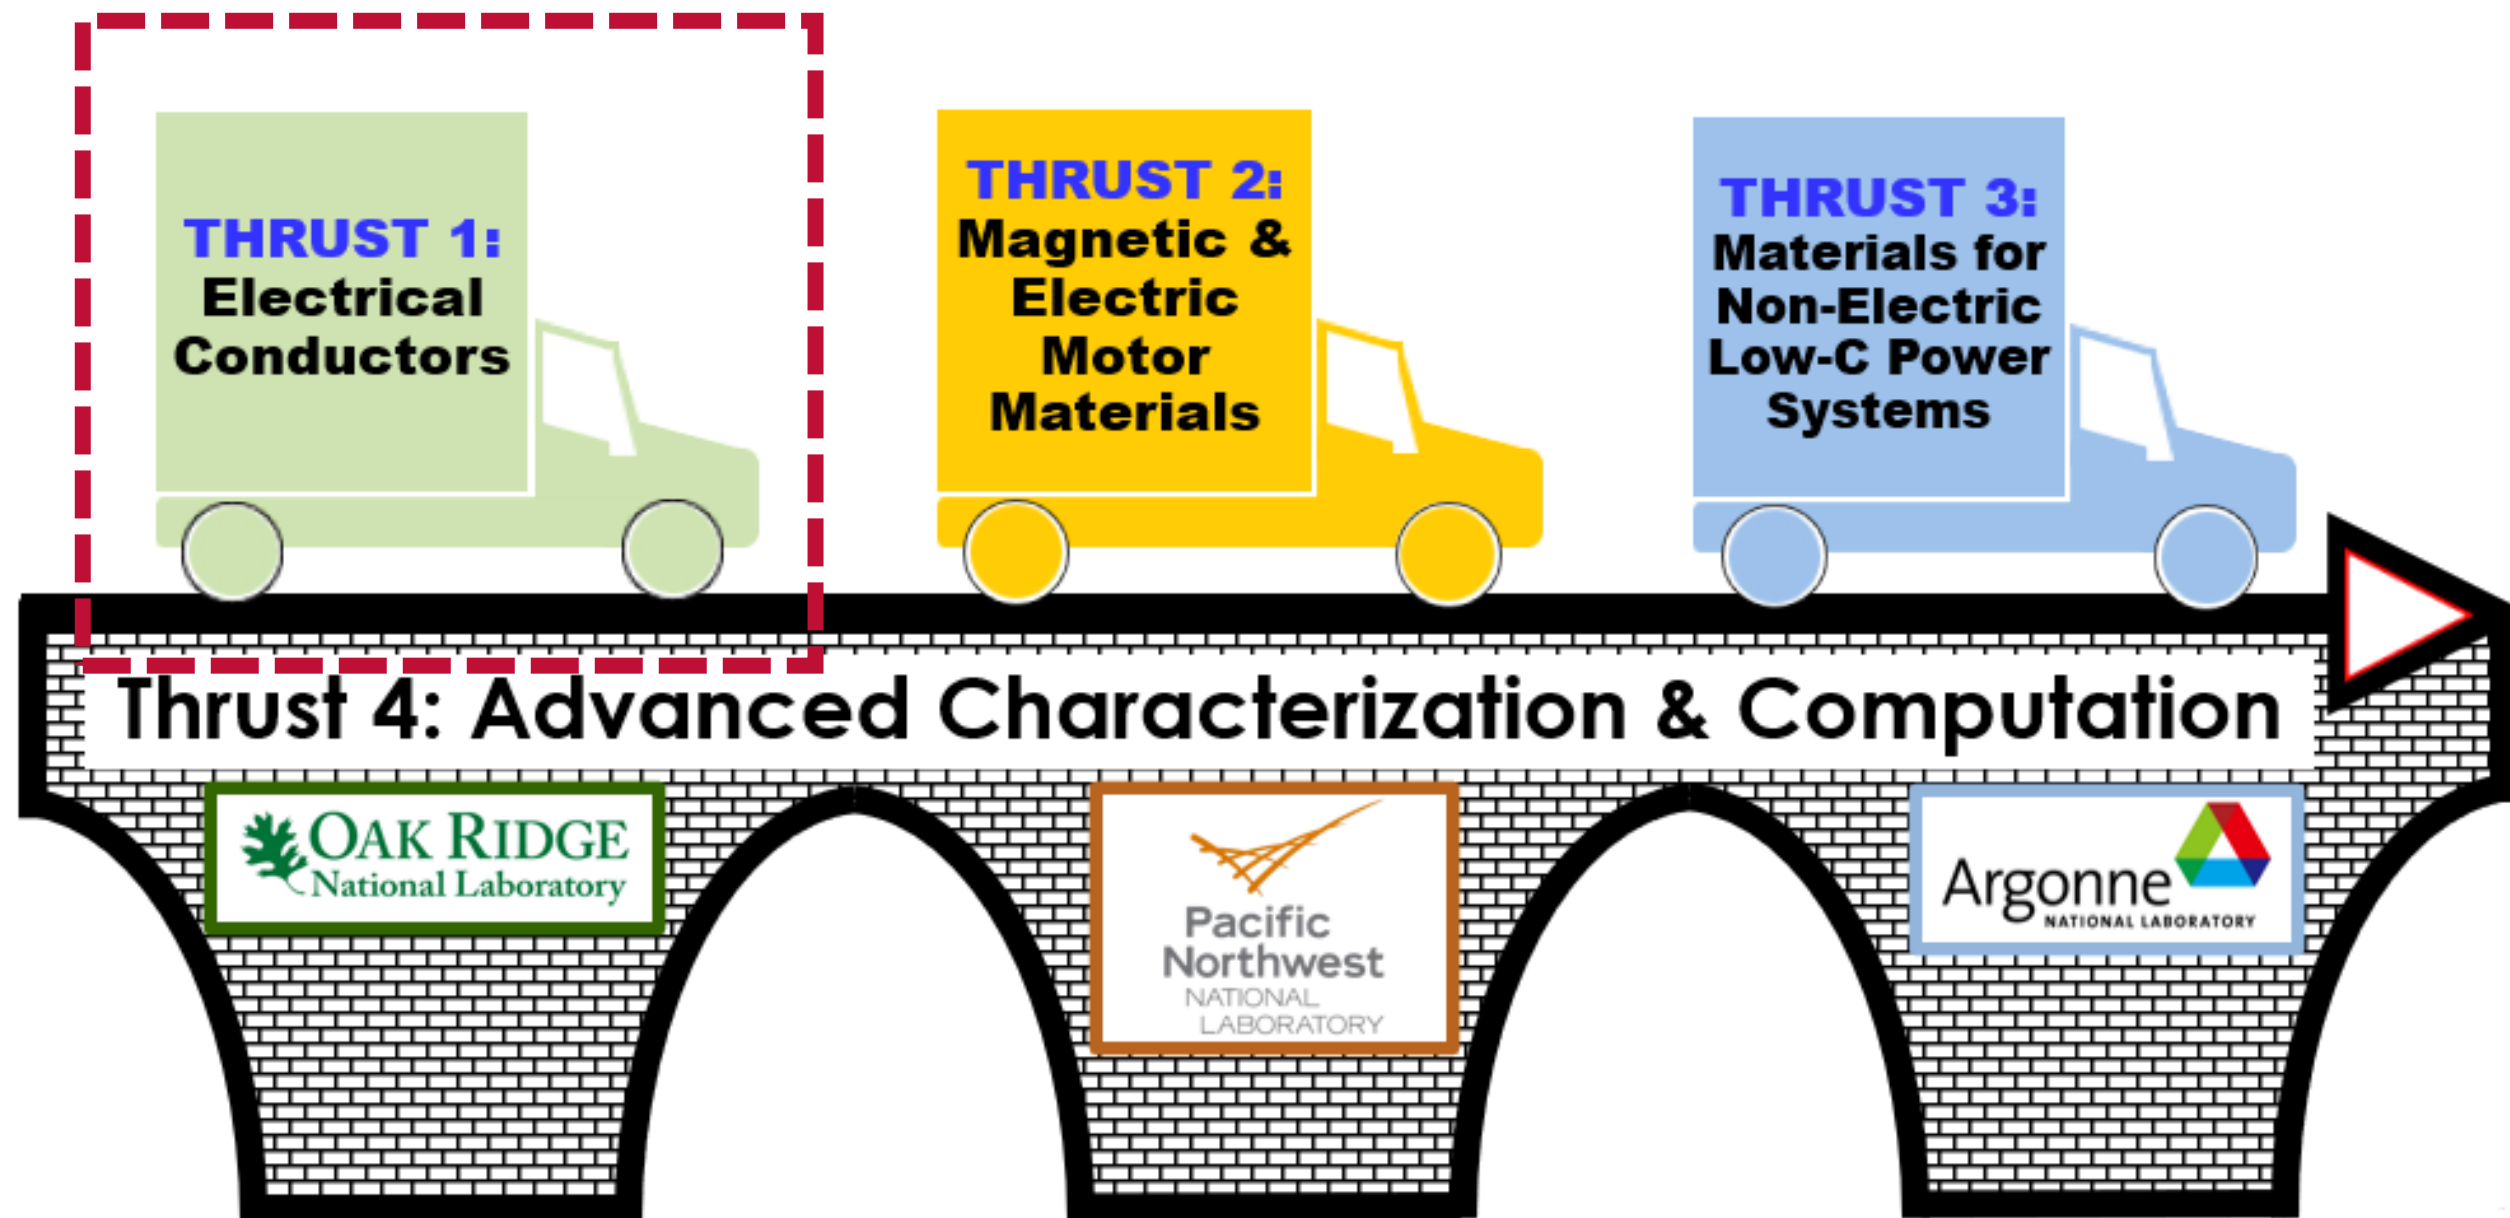 THRUST 1:
Electrical
Conductors
THRUST 2:
Magnetic &
Electric
Motor
Materials
THRUST 3:
Materials for
Non-Electric
Low-C Power
Systems
Thrust 4: Advanced Characterization & Computation
OAK RIDGE
National Laboratory
Pacific
Northwest
NATIONAL
LABORATORY
Argonne
NATIONAL LABORATORY